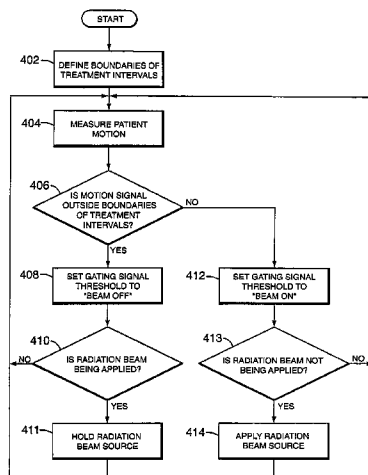 START
402
DEFINE BOUNDARIES OF
TREATMENT INTERVALS
404
MEASURE PATIENT
MOTION
406
IS MOTION SIGNAL
OUTSIDE BOUNDARIES
OF TREATMENT
INTERVALS?
NO
YES
408
SET GATING SIGNAL
THRESHOLD TO
"BEAM OFF"
412
SET GATING SIGNAL
THRESHOLD TO
"BEAM ON"
410
IS RADIATION BEAM
BEING APPLIED?
NO
YES
413
IS RADIATION BEAM NOT
BEING APPLIED?
NO
YES
411
HOLD RADIATION
BEAM SOURCE
414
APPLY RADIATION
BEAM SOURCE